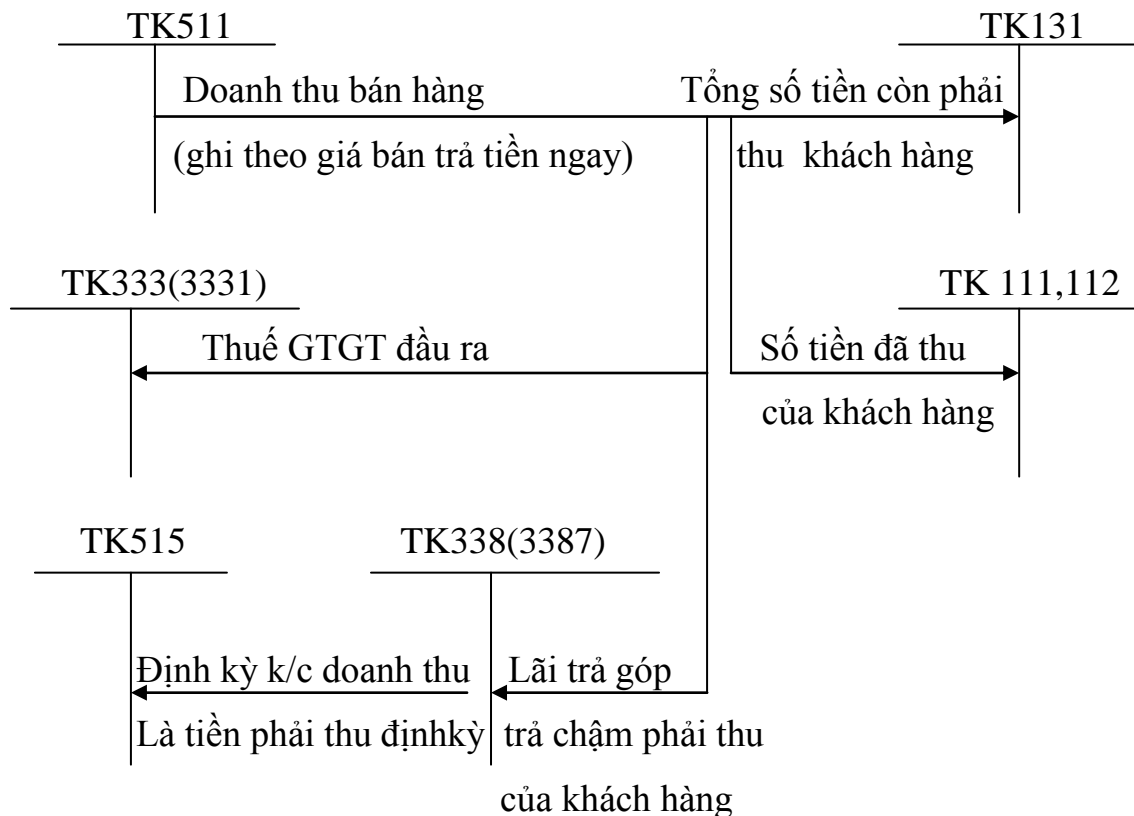 TK511 TK131
Doanh thu bán hàng Tổng số tiền còn phải
(ghi theo giá bán trả tiền ngay) thu khách hàng
TK333(3331) TK 111,112
Thuế GTGT đầu ra Số tiền đã thu
của khách hàng
TK515 TK338(3387)
Định kỳ k/c doanh thu Lãi trả góp
Là tiền phải thu địnhkỳ trả chậm phải thu
của khách hàng